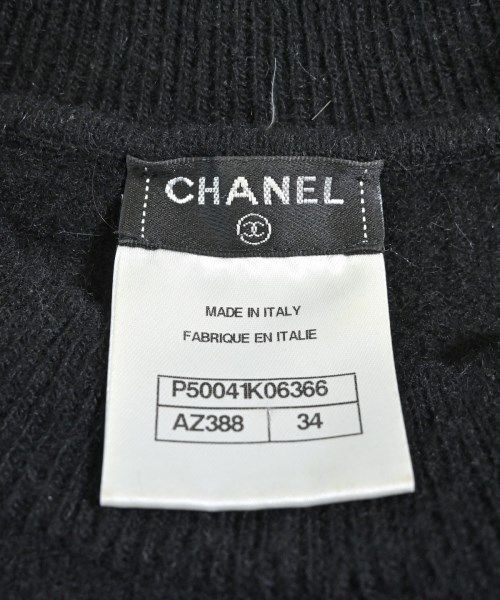 CHANEL
MADE IN ITALY
FABRIQUE EN ITALIE
P50041K06366
AZ388 34